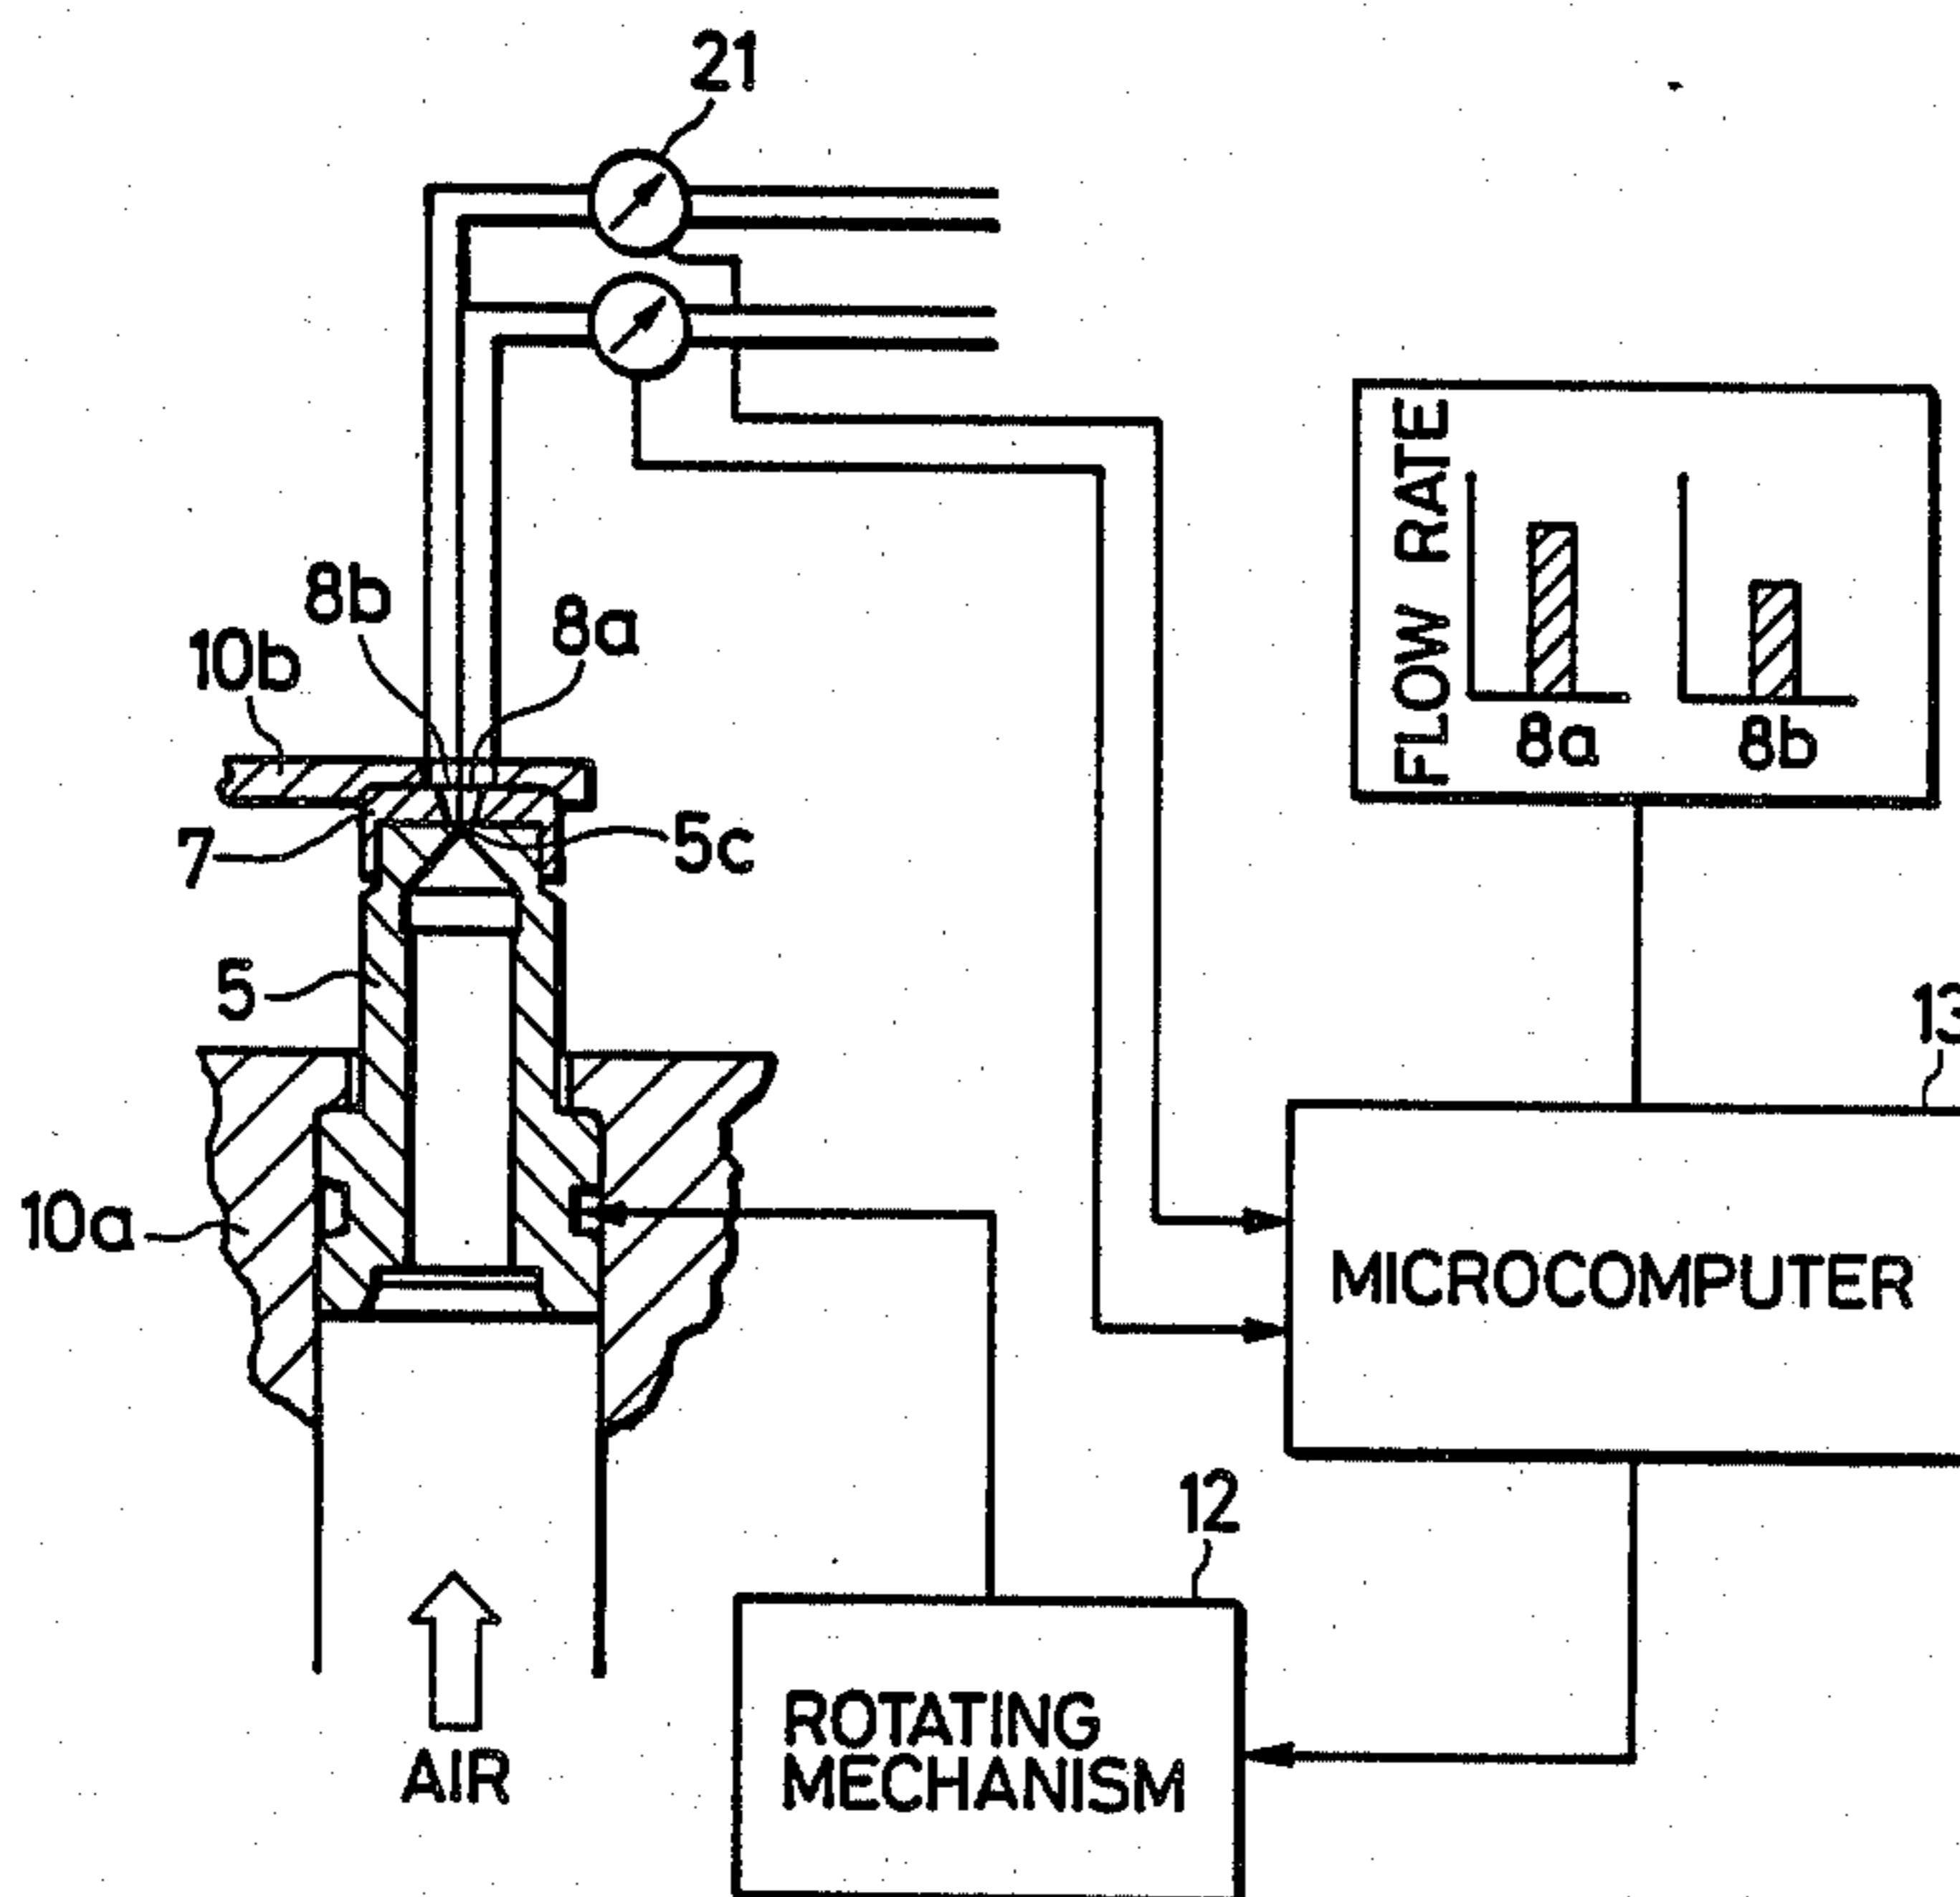 21
8b
8a
10b
FLOW RATE
8a
8b
7
5c
5
13
10a
MICROCOMPUTER
12
ROTATING
MECHANISM
AIR